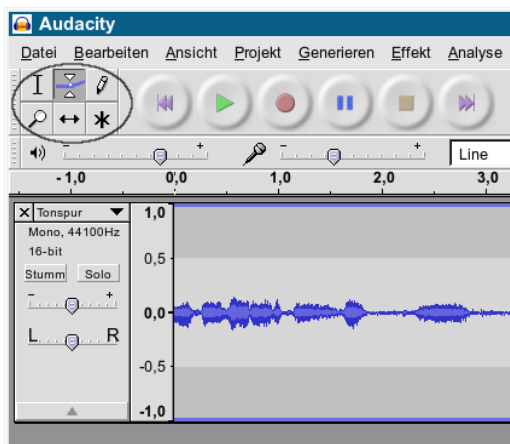 Audacity
Datei Bearbeiten Ansicht Projekt Generieren Effekt Analyse
- + - + Line
- 1,0 0,0 1,0 2,0 3,0
X Tonspur 1,0
Mono, 44100Hz
16-bit
0,5
Stumm Solo
- +
0,0
L R
-0,5
-1,0